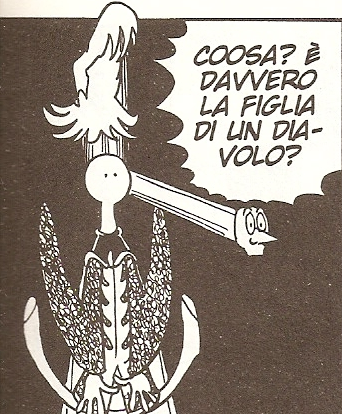 COOSA? È
DAVVERO
LA FIGLIA
DI UN DIA-
VOLO?